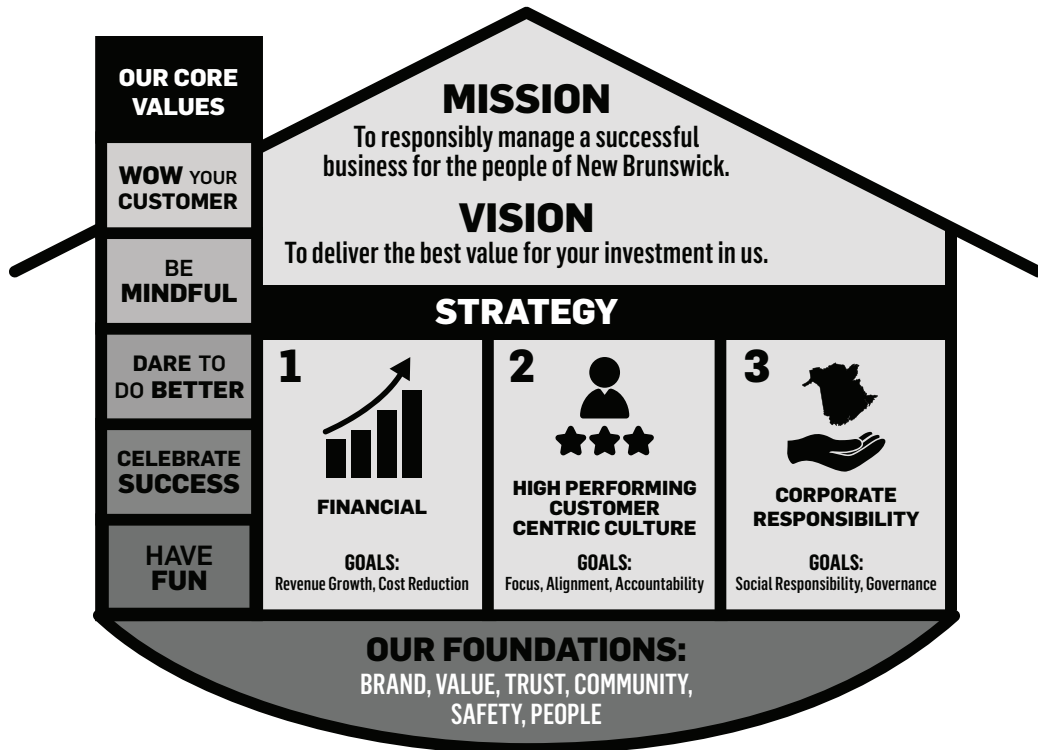 OUR CORE
VALUES
WOW YOUR
CUSTOMER
BE
MINDFUL
DARE TO
DO BETTER
CELEBRATE
SUCCESS
HAVE
FUN
MISSION
To responsibly manage a successful
business for the people of New Brunswick.
VISION
To deliver the best value for your investment in us.
STRATEGY
1
FINANCIAL
GOALS:
Revenue Growth, Cost Reduction
2
HIGH PERFORMING
CUSTOMER
CENTRIC CULTURE
GOALS:
Focus, Alignment, Accountability
3
CORPORATE
RESPONSIBILITY
GOALS:
Social Responsibility, Governance
OUR FOUNDATIONS:
BRAND, VALUE, TRUST, COMMUNITY,
SAFETY, PEOPLE